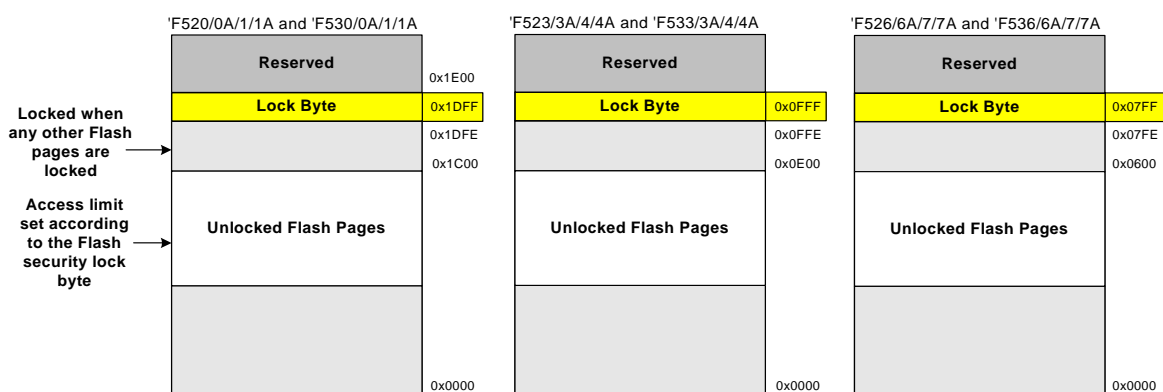 'F520/0A/1/1A and 'F530/0A/1/1A
Reserved
0x1E00
Lock Byte
0x1DFF
0x1DFE
0x1C00
Unlocked Flash Pages
0x0000
Locked when
any other Flash
pages are
locked
Access limit
set according
to the Flash
security lock
byte
'F523/3A/4/4A and 'F533/3A/4/4A
Reserved
Lock Byte
0x0FFF
0x0FFE
0x0E00
Unlocked Flash Pages
0x0000
'F526/6A/7/7A and 'F536/6A/7/7A
Reserved
Lock Byte
0x07FF
0x07FE
0x0600
Unlocked Flash Pages
0x0000